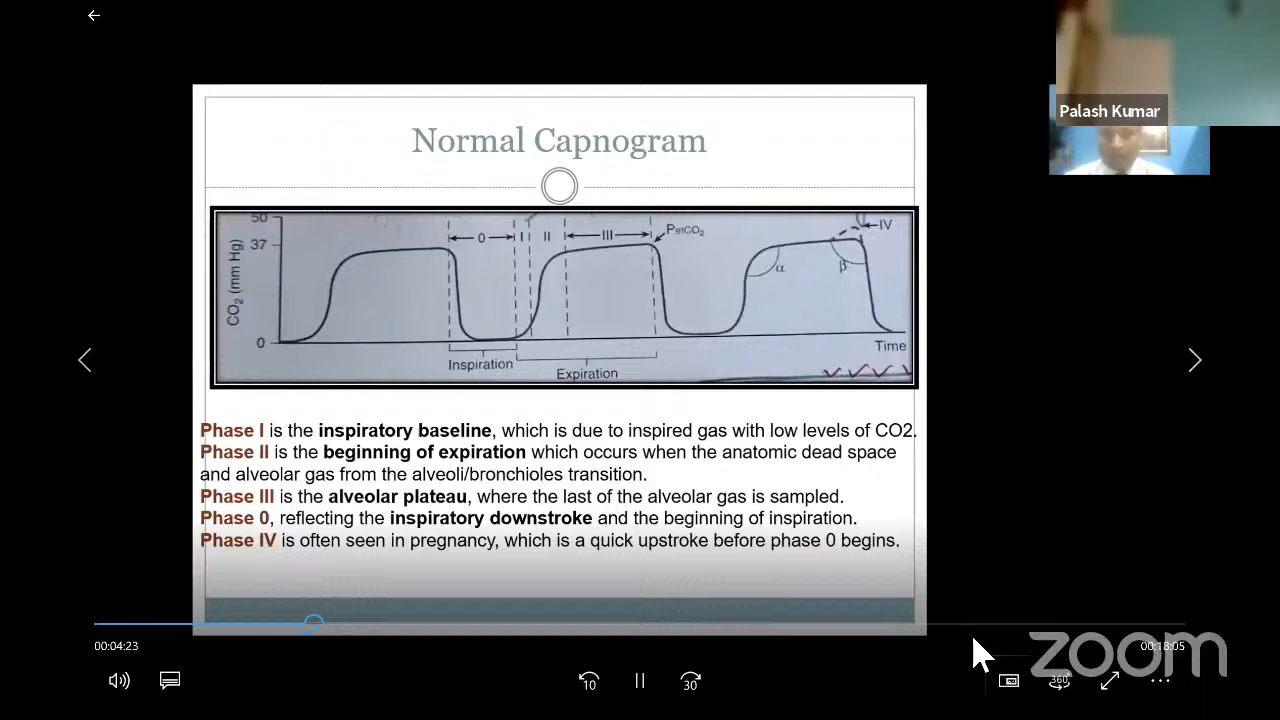 Palash Kumar
Normal Capnogram
50
37
0
CO2 (mm Hg)
0
I
II
III
PETCO2
α
β
IV
Time
Inspiration
Expiration
Phase I is the inspiratory baseline, which is due to inspired gas with low levels of CO2.
Phase II is the beginning of expiration which occurs when the anatomic dead space
and alveolar gas from the alveoli/bronchioles transition.
Phase III is the alveolar plateau, where the last of the alveolar gas is sampled.
Phase 0, reflecting the inspiratory downstroke and the beginning of inspiration.
Phase IV is often seen in pregnancy, which is a quick upstroke before phase 0 begins.
00:04:23
00:18:05
zoom
10
30
360